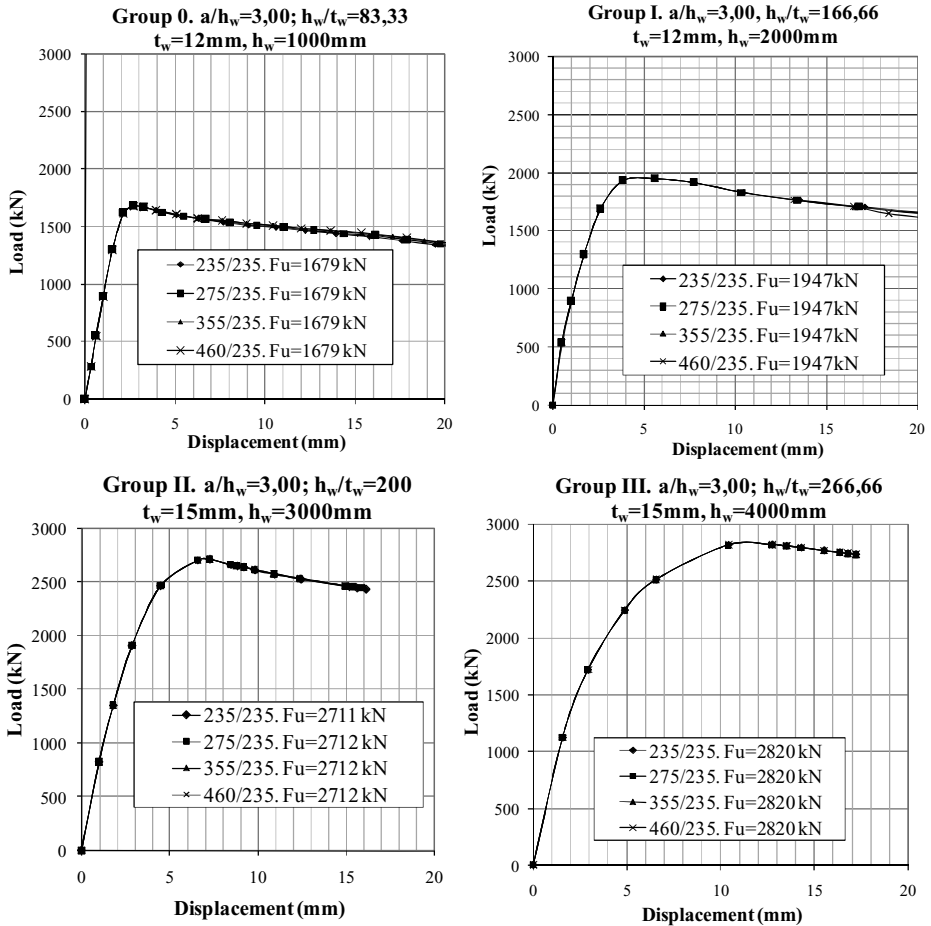 Group 0. a/hw=3,00; hw/tw=83,33
tw=12mm, hw=1000mm
3000
2500
2000
1500
1000
500
0
Load (kN)
235/235. Fu=1679 kN
275/235. Fu=1679 kN
355/235. Fu=1679 kN
460/235. Fu=1679 kN
0 5 10 15 20
Displacement (mm)
Group I. a/hw=3,00, hw/tw=166,66
tw=12mm, hw=2000mm
3000
2500
2000
1500
1000
500
0
Load (kN)
235/235. Fu=1947kN
275/235. Fu=1947kN
355/235. Fu=1947kN
460/235. Fu=1947kN
0 5 10 15 20
Displacement (mm)
Group II. a/hw=3,00; hw/tw=200
tw=15mm, hw=3000mm
3000
2500
2000
1500
1000
500
0
Load (kN)
235/235. Fu=2711 kN
275/235. Fu=2712 kN
355/235. Fu=2712 kN
460/235. Fu=2712 kN
0 5 10 15 20
Displacement (mm)
Group III. a/hw=3,00; hw/tw=266,66
tw=15mm, hw=4000mm
3000
2500
2000
1500
1000
500
0
Load (kN)
235/235. Fu=2820 kN
275/235. Fu=2820 kN
355/235. Fu=2820 kN
460/235. Fu=2820 kN
0 5 10 15 20
Displacement (mm)